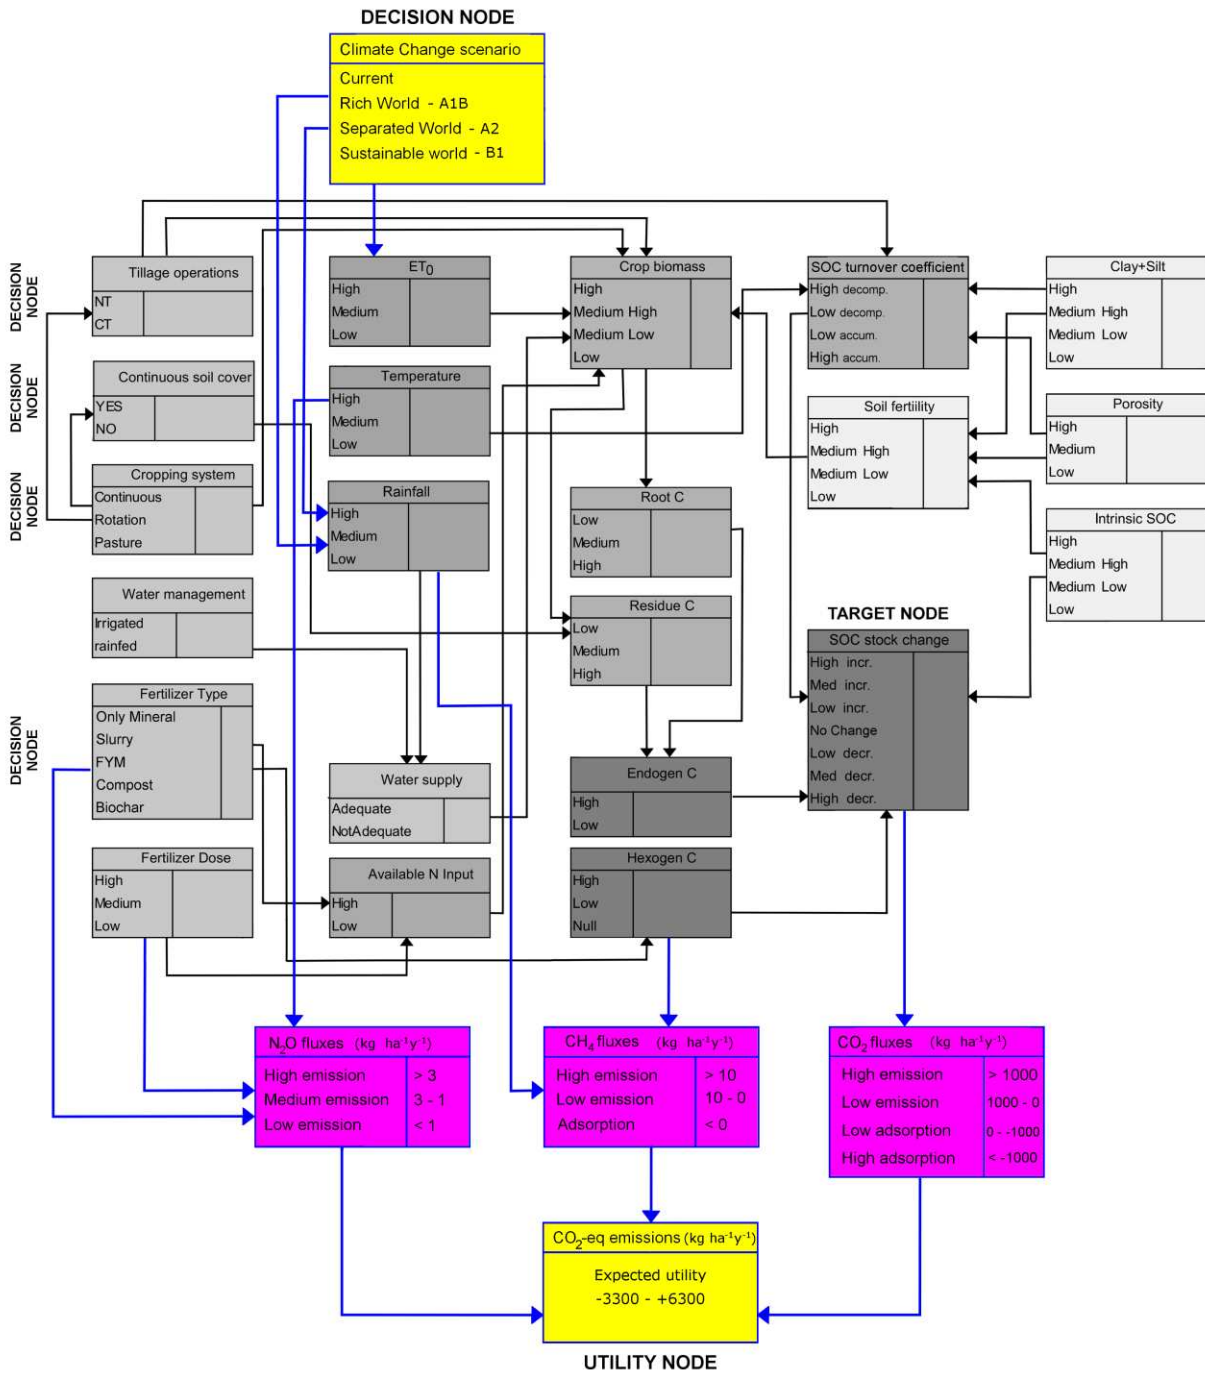 DECISION NODE
Climate Change scenario
Current
Rich World - A1B
Separated World - A2
Sustainable world - B1
DECISION NODE
Tillage operations
NT
CT
DECISION NODE
Continuous soil cover
YES
NO
DECISION NODE
Cropping system
Continuous
Rotation
Pasture
Water management
Irrigated
rainfed
DECISION NODE
Fertilizer Type
Only Mineral
Slurry
FYM
Compost
Biochar
Fertilizer Dose
High
Medium
Low
ET0
High
Medium
Low
Temperature
High
Medium
Low
Rainfall
High
Medium
Low
Water supply
Adequate
NotAdequate
Available N Input
High
Low
Crop biomass
High
Medium High
Medium Low
Low
Root C
Low
Medium
High
Residue C
Low
Medium
High
Endogen C
High
Low
Hexogen C
High
Low
Null
SOC turnover coefficient
High decomp.
Low decomp.
Low accum.
High accum.
Soil fertiility
High
Medium High
Medium Low
Low
TARGET NODE
SOC stock change
High incr.
Med incr.
Low incr.
No Change
Low decr.
Med decr.
High decr.
Clay+Silt
High
Medium High
Medium Low
Low
Porosity
High
Medium
Low
Intrinsic SOC
High
Medium High
Medium Low
Low
N2O fluxes (kg ha-1y-1)
High emission > 3
Medium emission 3 - 1
Low emission < 1
CH4 fluxes (kg ha-1y-1)
High emission > 10
Low emission 10 - 0
Adsorption < 0
CO2 fluxes (kg ha-1y-1)
High emission > 1000
Low emission 1000 - 0
Low adsorption 0 - -1000
High adsorption < -1000
CO2-eq emissions (kg ha-1y-1)
Expected utility
-3300 - +6300
UTILITY NODE